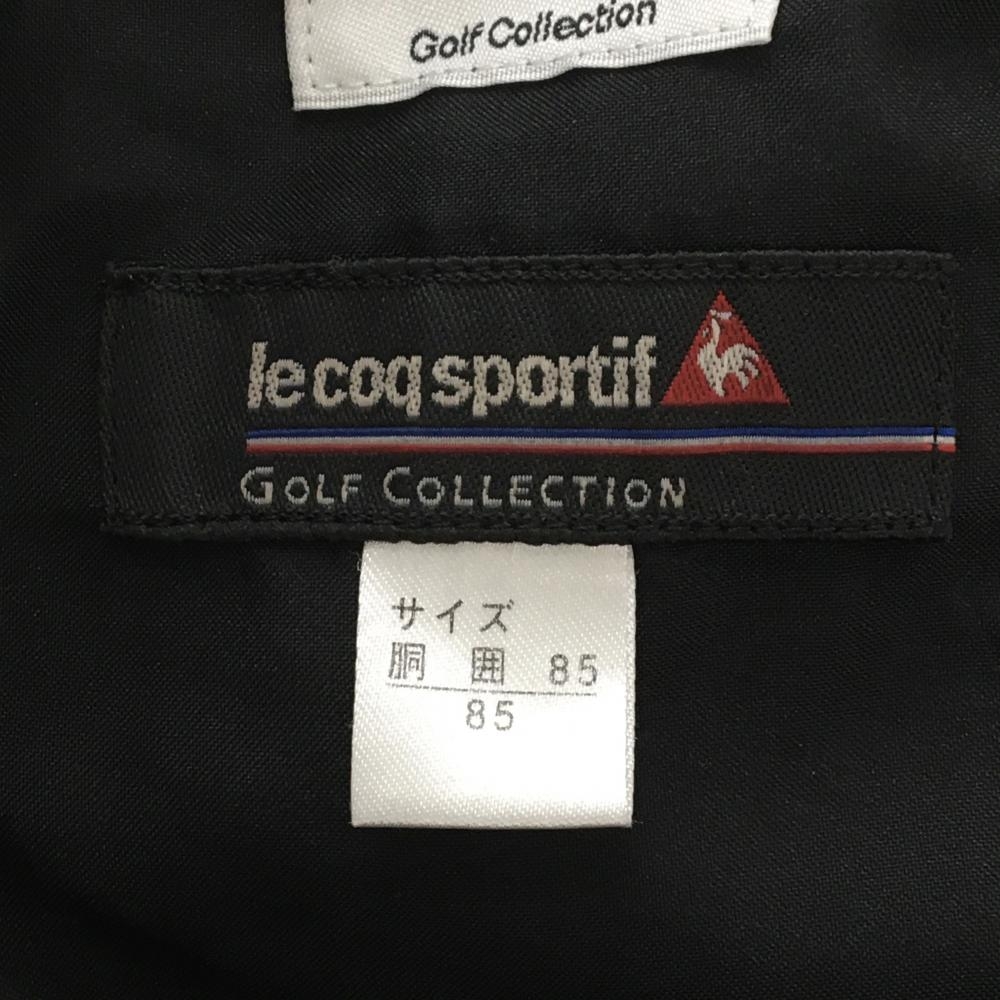 Golf Collection
le coq sportif
GOLF COLLECTION
サイズ
胴 囲 85
85